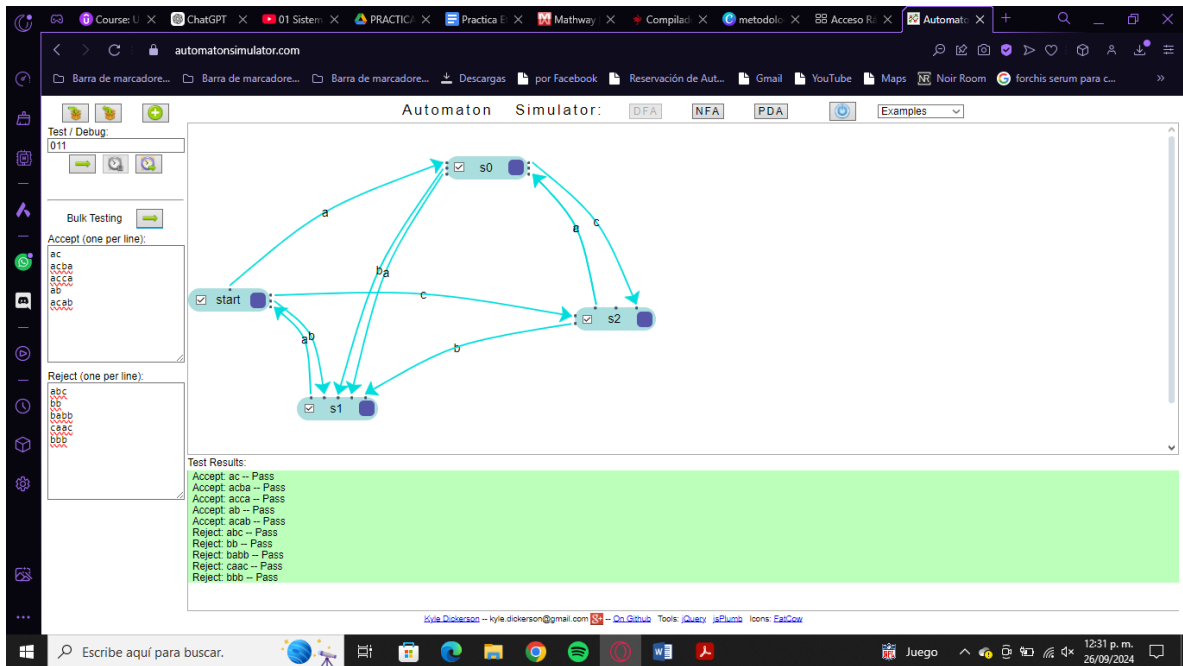 Course: U
ChatGPT
01 Sistem
PRACTICA
Practica E
Mathway
Compilad
metodolo
Acceso R
Automato
automatonsimulator.com
Barra de marcadore...
Barra de marcadore...
Barra de marcadore...
Descargas
por Facebook
Reservación de Aut...
Gmail
YouTube
Maps
NR Noir Room
forchis serum para c...
Automaton Simulator:
DFA
NFA
PDA
Examples
Test / Debug:
011
Bulk Testing
Accept (one per line):
ac
acba
acca
ab
acab
Reject (one per line):
abc
bb
babb
caac
bbb
s0
a
c
b
a
start
c
s2
a
b
b
s1
Test Results:
Accept: ac -- Pass
Accept: acba -- Pass
Accept: acca -- Pass
Accept: ab -- Pass
Accept: acab -- Pass
Reject: abc -- Pass
Reject: bb -- Pass
Reject: babb -- Pass
Reject: caac -- Pass
Reject: bbb -- Pass
Kyle Dickerson -- kyle.dickerson@gmail.com -- On Github Tools: jQuery jsPlumb Icons: FatCow
Escribe aquí para buscar.
Juego
12:31 p. m.
26/09/2024